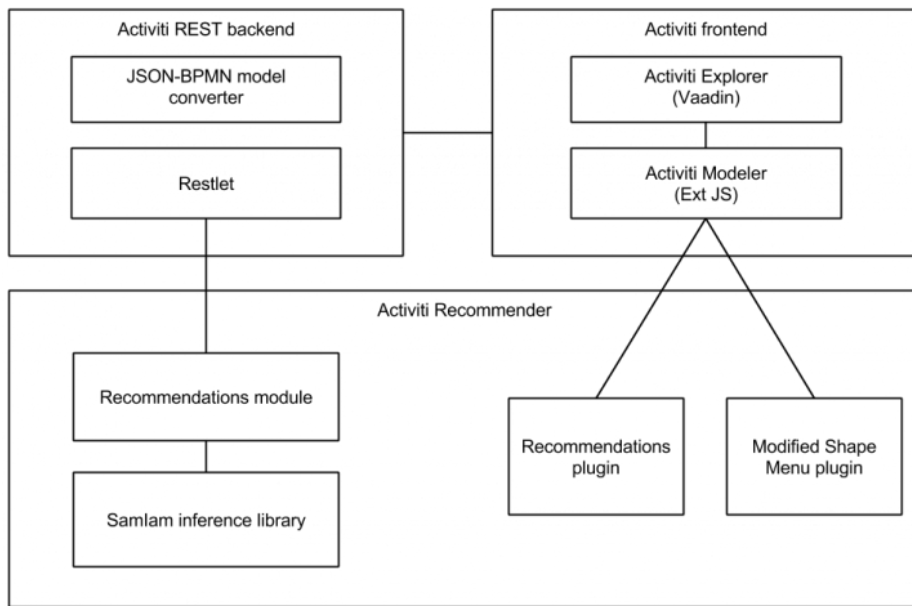 Activiti REST backend
JSON-BPMN model
converter
Restlet
Activiti frontend
Activiti Explorer
(Vaadin)
Activiti Modeler
(Ext JS)
Activiti Recommender
Recommendations module
SamIam inference library
Recommendations
plugin
Modified Shape
Menu plugin